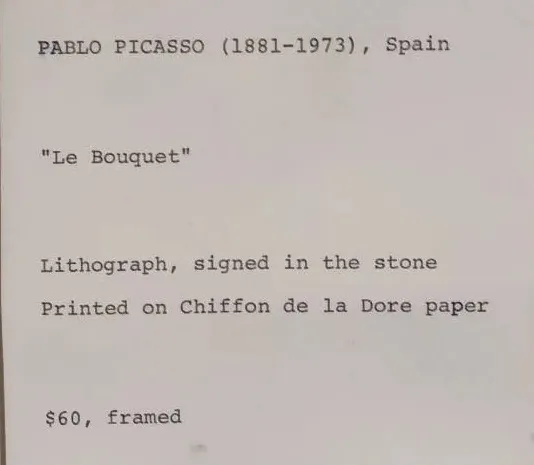 PABLO PICASSO (1881-1973), Spain
"Le Bouquet"
Lithograph, signed in the stone
Printed on Chiffon de la Dore paper
$60, framed